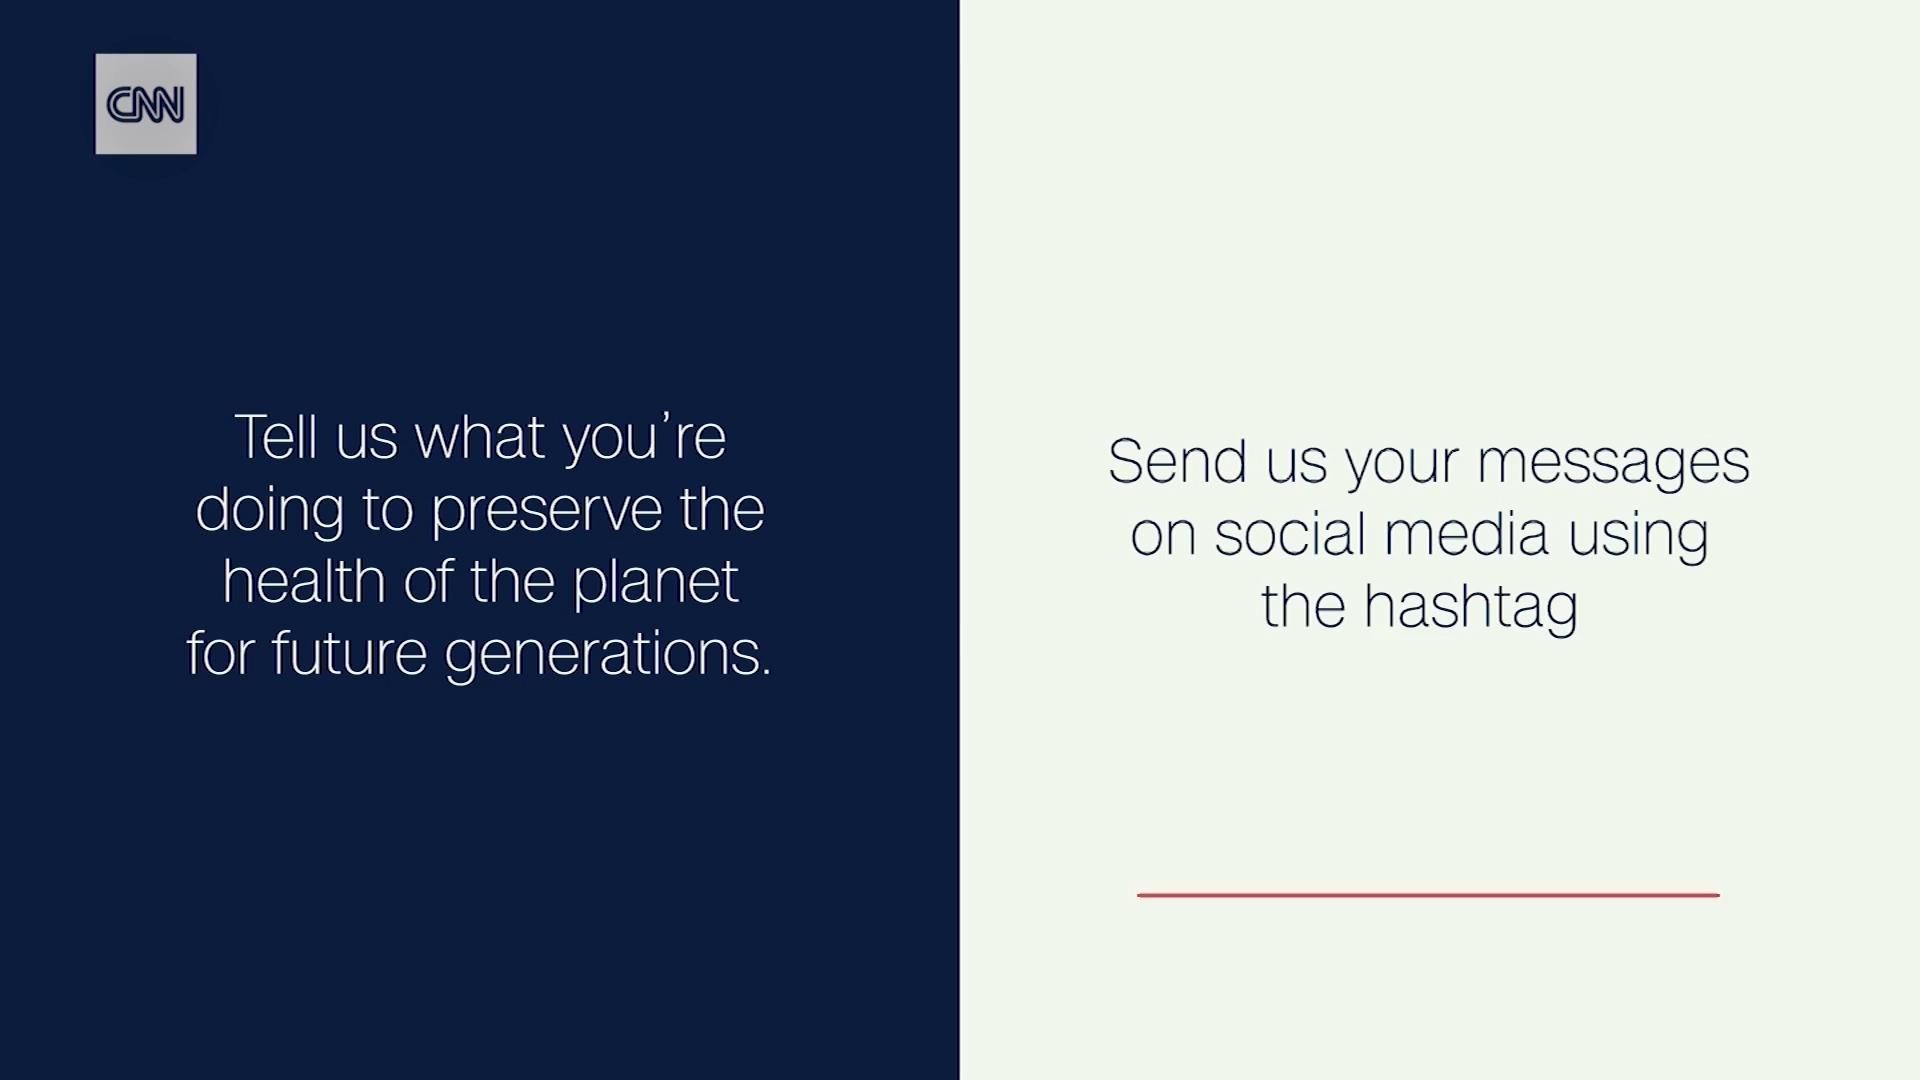 CNN
Tell us what you’re
doing to preserve the
health of the planet
for future generations.
Send us your messages
on social media using
the hashtag